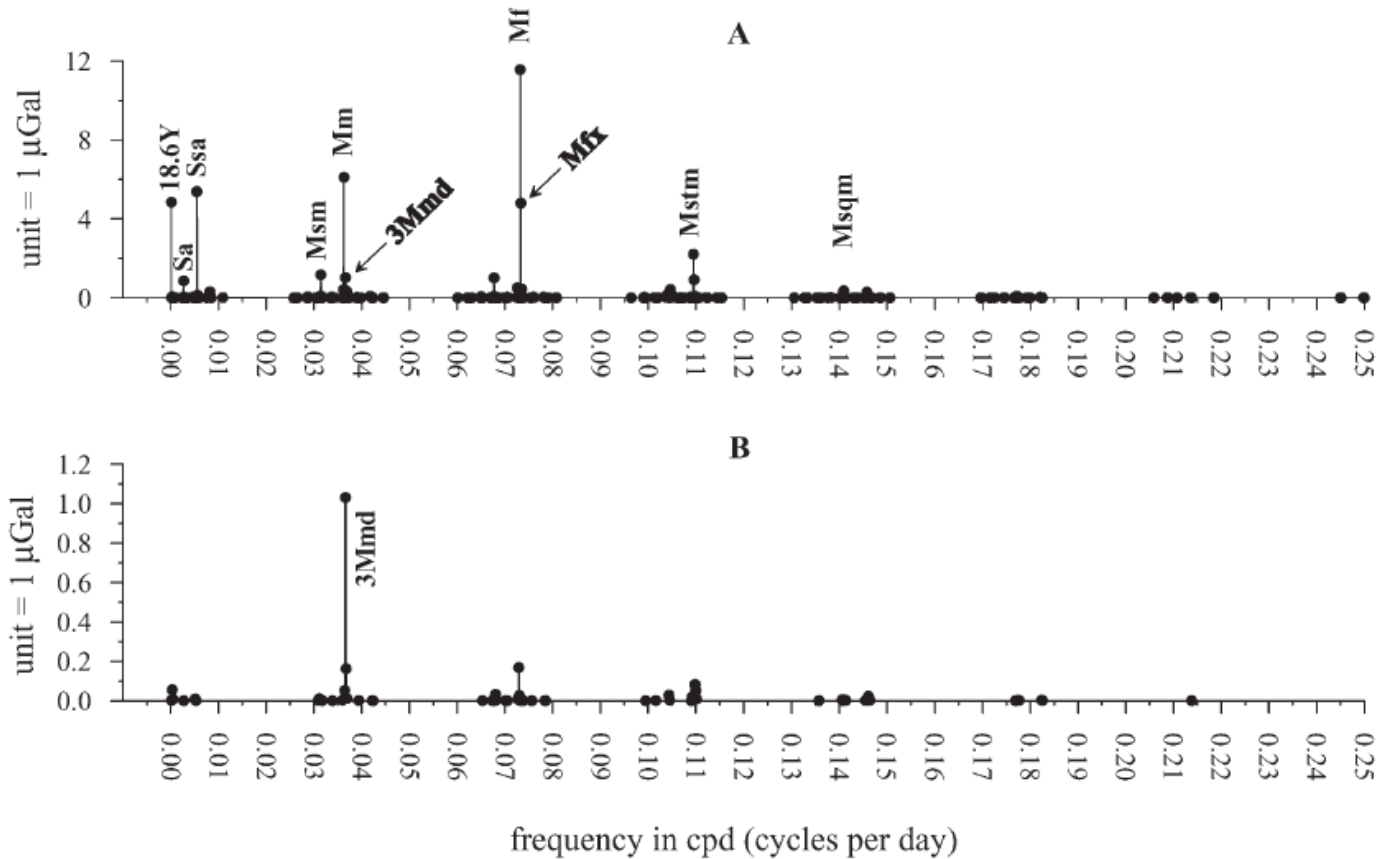 A
Mf
12
8
4
0
unit = 1 µGal
18.6Y
Sa
Ssa
Msm
Mm
3Mmd
Mfx
Mstm
Msqm
0.00 0.01 0.02 0.03 0.04 0.05 0.06 0.07 0.08 0.09 0.10 0.11 0.12 0.13 0.14 0.15 0.16 0.17 0.18 0.19 0.20 0.21 0.22 0.23 0.24 0.25
B
1.2
1.0
0.8
0.6
0.4
0.2
0.0
unit = 1 µGal
3Mmd
0.00 0.01 0.02 0.03 0.04 0.05 0.06 0.07 0.08 0.09 0.10 0.11 0.12 0.13 0.14 0.15 0.16 0.17 0.18 0.19 0.20 0.21 0.22 0.23 0.24 0.25
frequency in cpd (cycles per day)